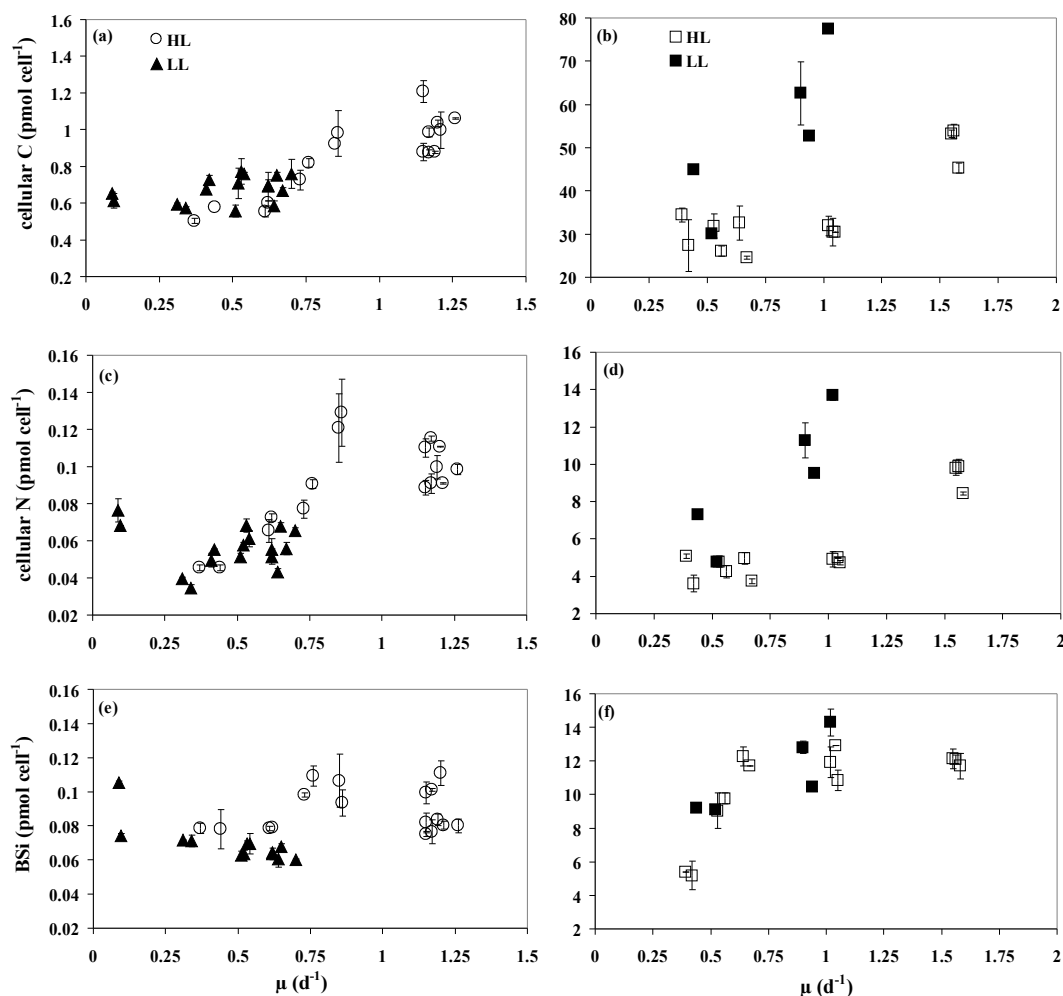 (a)
HL
LL
cellular C (pmol cell-1)
1.6
1.4
1.2
1
0.8
0.6
0.4
0.2
0 0.25 0.5 0.75 1 1.25 1.5
(b)
HL
LL
80
70
60
50
40
30
20
0 0.25 0.5 0.75 1 1.25 1.5 1.75 2
(c)
cellular N (pmol cell-1)
0.16
0.14
0.12
0.10
0.08
0.06
0.04
0.02
0 0.25 0.5 0.75 1 1.25 1.5
(d)
16
14
12
10
8
6
4
2
0 0.25 0.5 0.75 1 1.25 1.5 1.75 2
(e)
BSi (pmol cell-1)
0.16
0.14
0.12
0.10
0.08
0.06
0.04
0.02
0 0.25 0.5 0.75 1 1.25 1.5
μ (d-1)
(f)
16
14
12
10
8
6
4
2
0 0.25 0.5 0.75 1 1.25 1.5 1.75 2
μ (d-1)